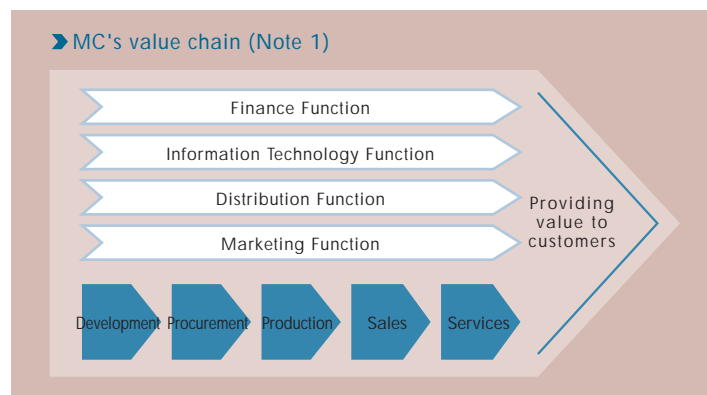 MC's value chain (Note 1)
Finance Function
Information Technology Function
Distribution Function
Marketing Function
Providing
value to
customers
Development Procurement Production Sales Services